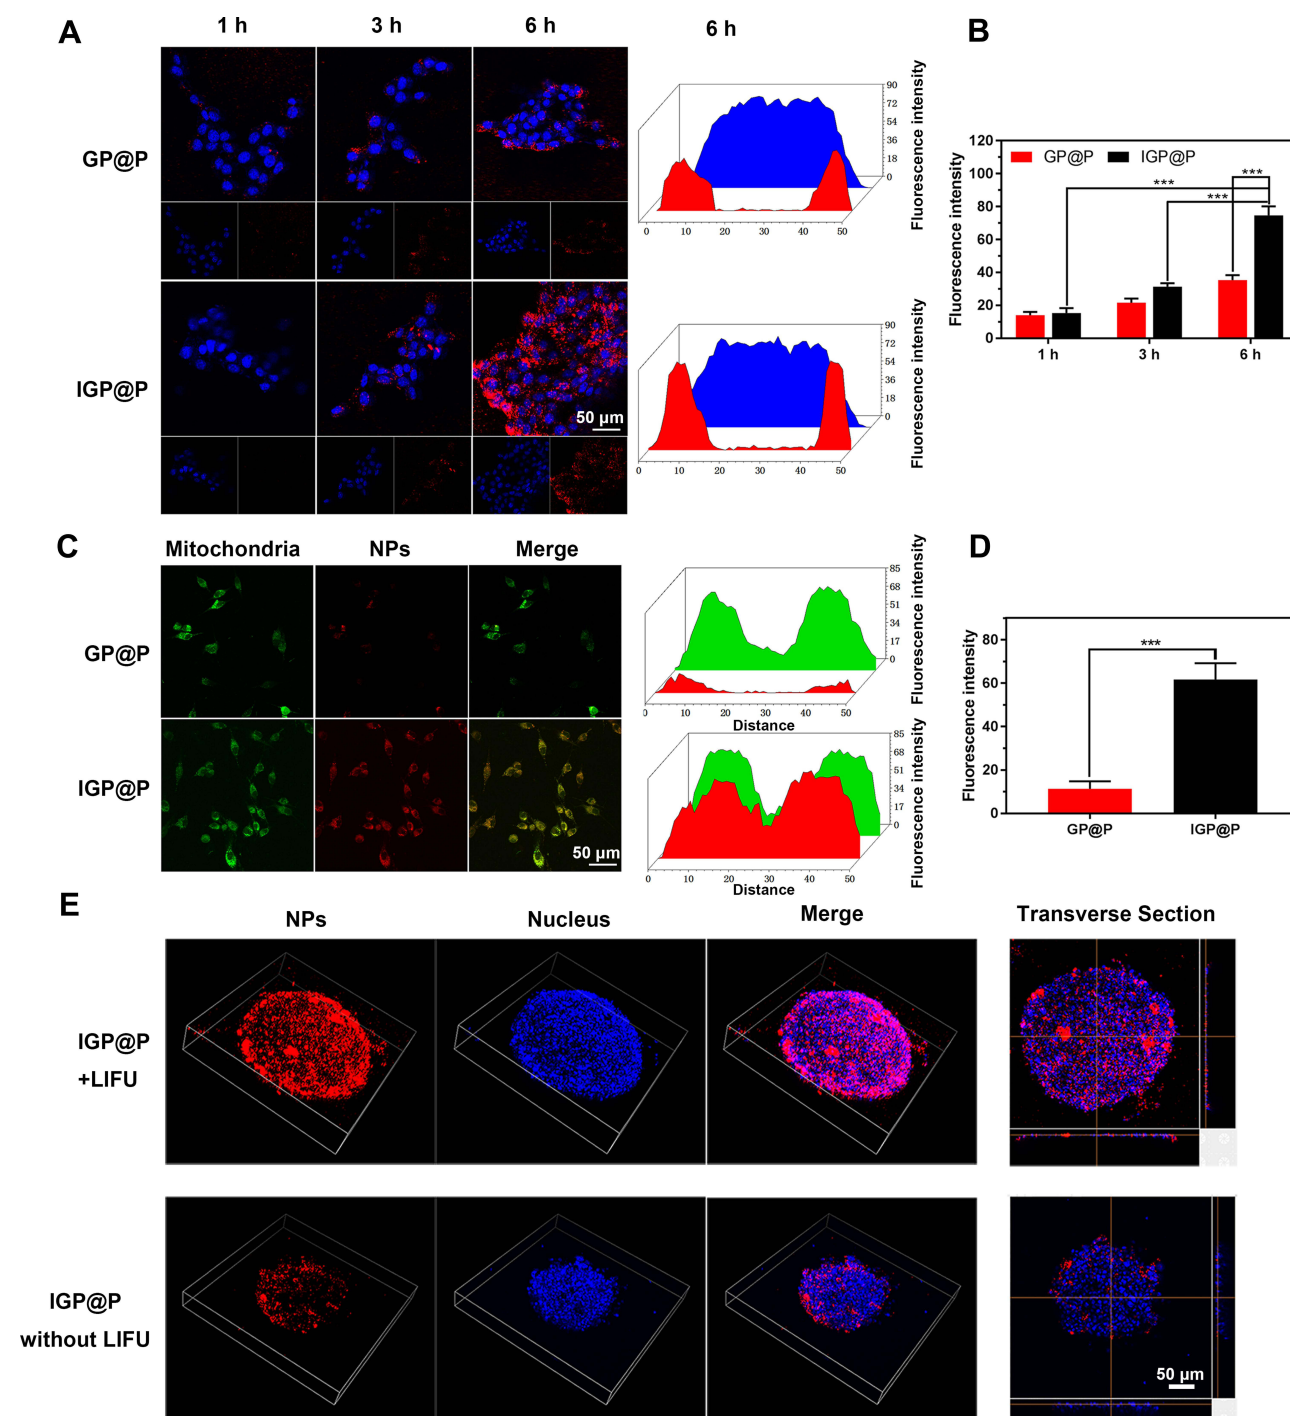 A
1 h
3 h
6 h
6 h
GP@P
IGP@P
50 μm
90
72
54
36
18
0
0
10
20
30
40
50
Fluorescence intensity
90
72
54
36
18
0
0
10
20
30
40
50
Fluorescence intensity
B
GP@P
IGP@P
***
***
***
120
100
80
60
40
20
0
Fluorescence intensity
1 h
3 h
6 h
C
Mitochondria
NPs
Merge
GP@P
IGP@P
50 μm
85
68
51
34
17
0
0
10
20
30
40
50
Distance
Fluorescence intensity
85
68
51
34
17
0
0
10
20
30
40
50
Distance
Fluorescence intensity
D
***
80
60
40
20
0
Fluorescence intensity
GP@P
IGP@P
E
NPs
Nucleus
Merge
Transverse Section
IGP@P
+LIFU
IGP@P
without LIFU
50 μm